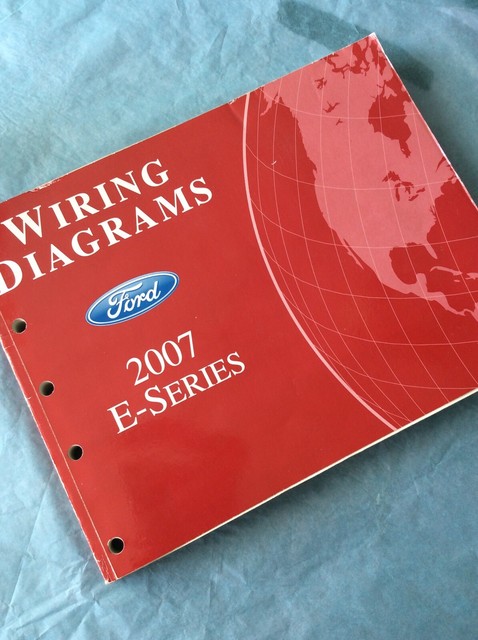 WIRING
DIAGRAMS
Ford
2007
E-SERIES